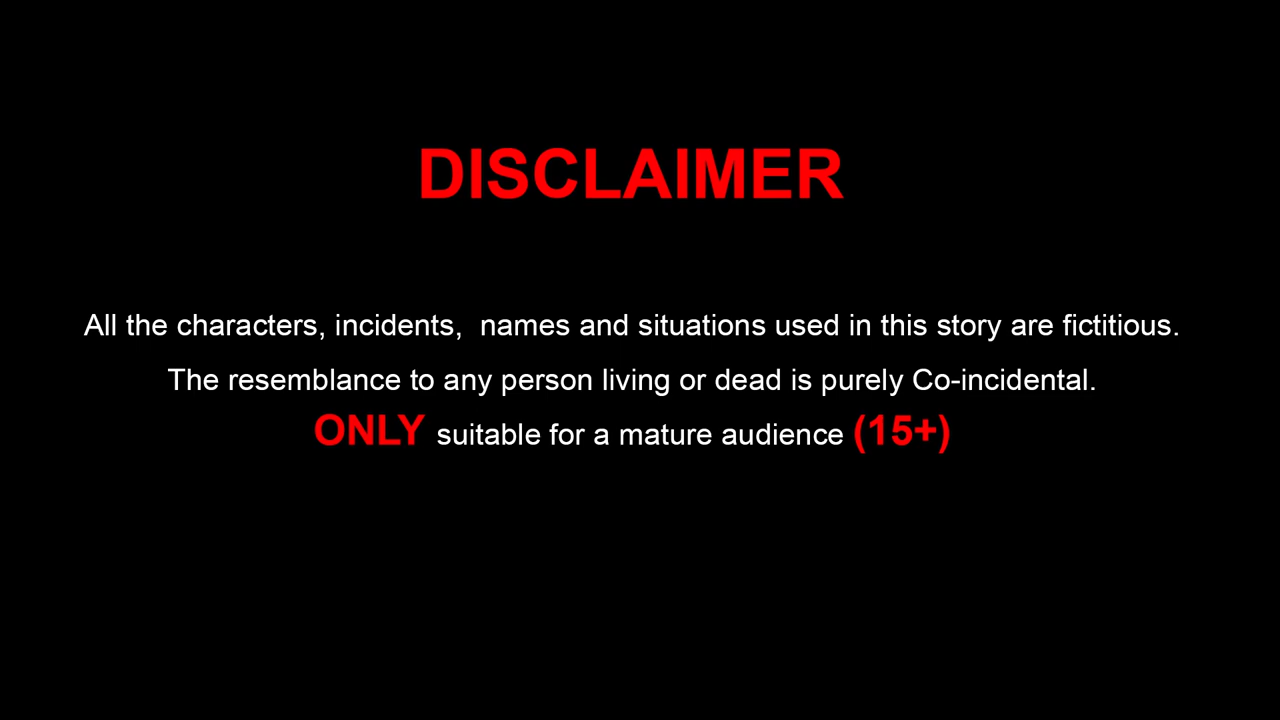 DISCLAIMER
All the characters, incidents,  names and situations used in this story are fictitious.
The resemblance to any person living or dead is purely Co-incidental.
ONLY suitable for a mature audience (15+)